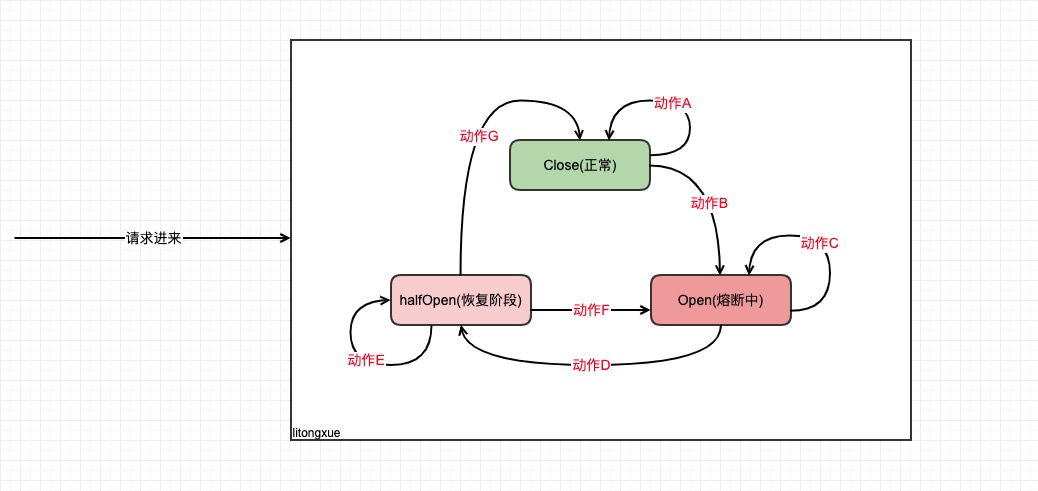 动作A
动作G
Close(正常)
动作B
请求进来
动作C
halfOpen(恢复阶段)
Open(熔断中)
动作F
动作E
动作D
litongxue